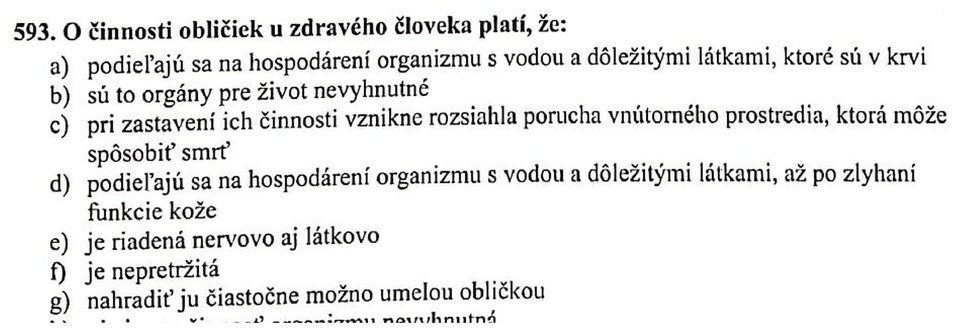 593. O činnosti obličiek u zdravého človeka platí, že:
a) podieľajú sa na hospodárení organizmu s vodou a dôležitými látkami, ktoré sú v krvi
b) sú to orgány pre život nevyhnutné
c) pri zastavení ich činnosti vznikne rozsiahla porucha vnútorného prostredia, ktorá môže
spôsobiť smrť
d) podieľajú sa na hospodárení organizmu s vodou a dôležitými látkami, až po zlyhaní
funkcie kože
e) je riadená nervovo aj látkovo
f) je nepretržitá
g) nahradiť ju čiastočne možno umelou obličkou